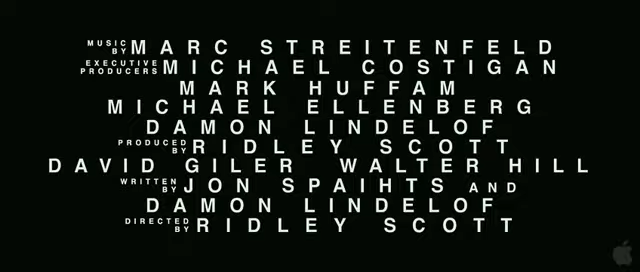 MUSIC BY MARC STREITENFELD
EXECUTIVE PRODUCERS MICHAEL COSTIGAN
MARK HUFFAM
MICHAEL ELLENBERG
DAMON LINDELOF
PRODUCED BY RIDLEY SCOTT
DAVID GILER WALTER HILL
WRITTEN BY JON SPAIHTS AND
DAMON LINDELOF
DIRECTED BY RIDLEY SCOTT